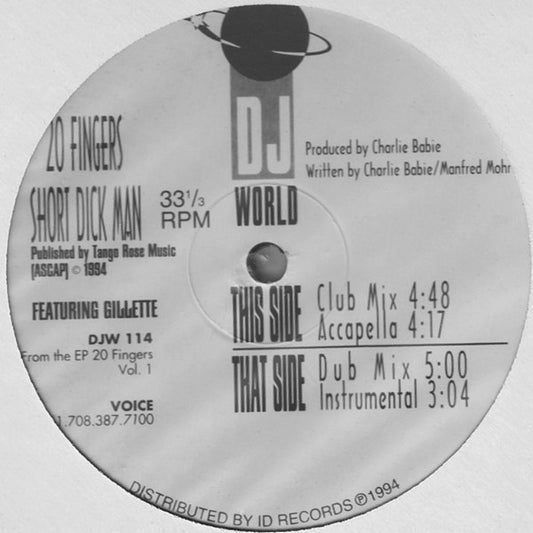 DJ
WORLD
20 FINGERS
SHORT DICK MAN
33 1/3
RPM
Published by Tango Rose Music
(ASCAP) © 1994
FEATURING GILLETTE
DJW 114
From the EP 20 Fingers
Vol. 1
VOICE
1.708.387.7100
Produced by Charlie Babie
Written by Charlie Babie/Manfred Mohr
THIS SIDE
Club Mix 4:48
Accapella 4:17
THAT SIDE
Dub Mix 5:00
Instrumental 3:04
DISTRIBUTED BY ID RECORDS ℗1994